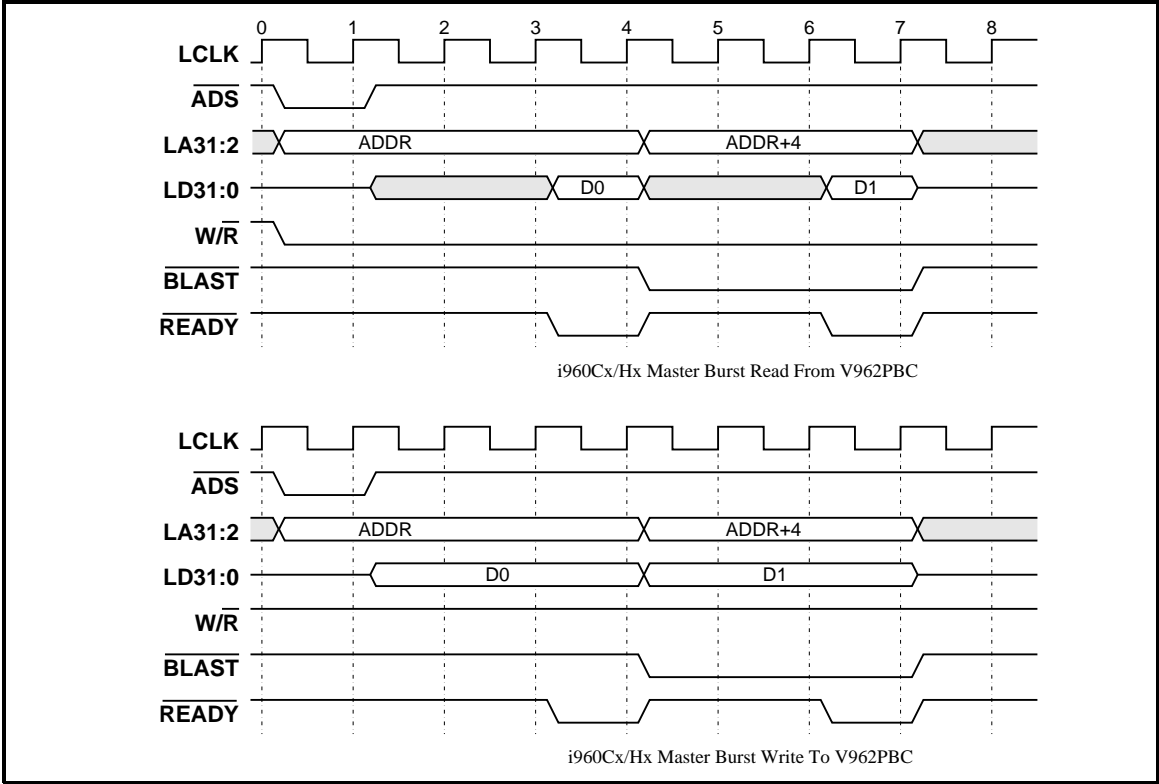 0 1 2 3 4 5 6 7 8
LCLK
ADS
LA31:2 ADDR ADDR+4
LD31:0 D0 D1
W/R
BLAST
READY
i960Cx/Hx Master Burst Read From V962PBC
LCLK
ADS
LA31:2 ADDR ADDR+4
LD31:0 D0 D1
W/R
BLAST
READY
i960Cx/Hx Master Burst Write To V962PBC